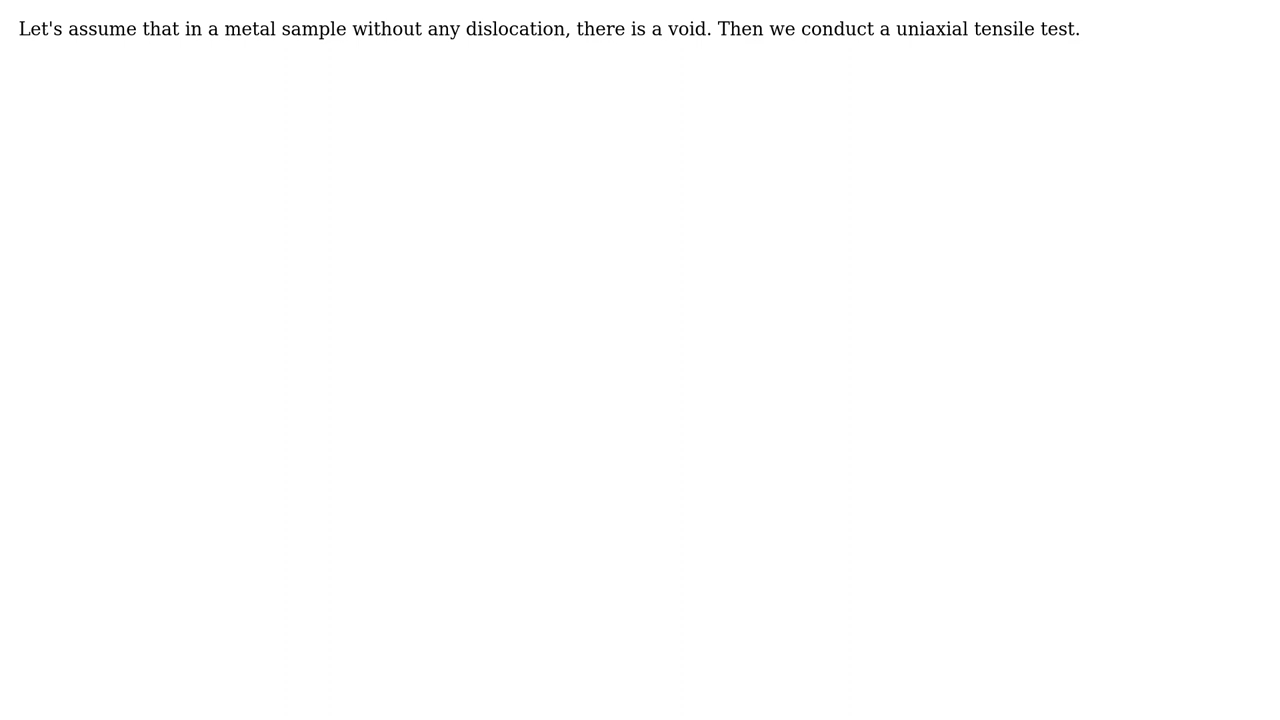 Let's assume that in a metal sample without any dislocation, there is a void. Then we conduct a uniaxial tensile test.